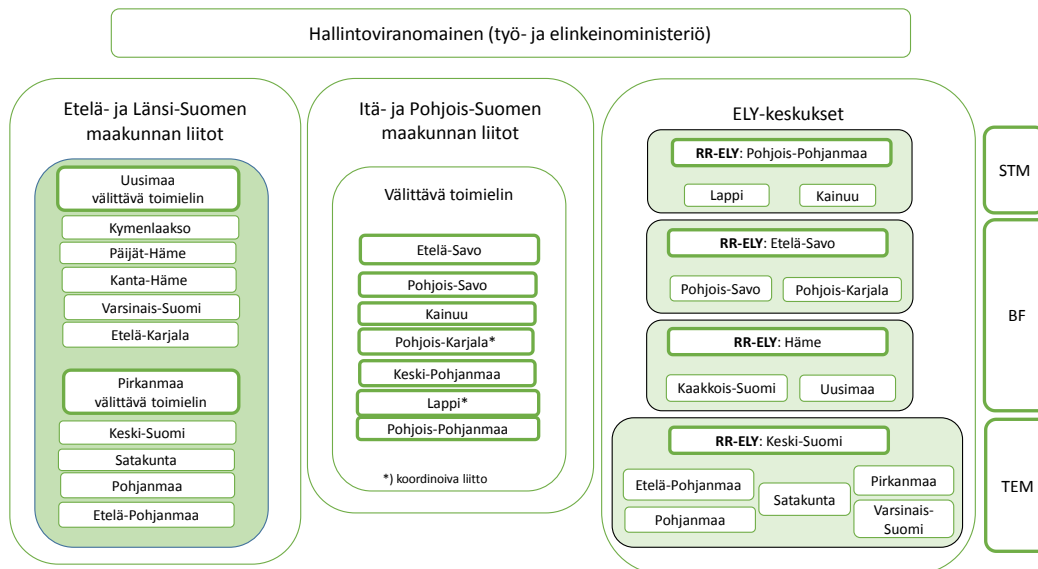 Hallintoviranomainen (työ- ja elinkeinoministeriö)
Etelä- ja Länsi-Suomen
maakunnan liitot
Uusimaa
välittävä toimielin
Kymenlaakso
Päijät-Häme
Kanta-Häme
Varsinais-Suomi
Etelä-Karjala
Pirkanmaa
välittävä toimielin
Keski-Suomi
Satakunta
Pohjanmaa
Etelä-Pohjanmaa
Itä- ja Pohjois-Suomen
maakunnan liitot
Välittävä toimielin
Etelä-Savo
Pohjois-Savo
Kainuu
Pohjois-Karjala*
Keski-Pohjanmaa
Lappi*
Pohjois-Pohjanmaa
*) koordinoiva liitto
ELY-keskukset
RR-ELY: Pohjois-Pohjanmaa
Lappi
Kainuu
RR-ELY: Etelä-Savo
Pohjois-Savo
Pohjois-Karjala
RR-ELY: Häme
Kaakkois-Suomi
Uusimaa
RR-ELY: Keski-Suomi
Etelä-Pohjanmaa
Pohjanmaa
Satakunta
Pirkanmaa
Varsinais-
Suomi
STM
BF
TEM